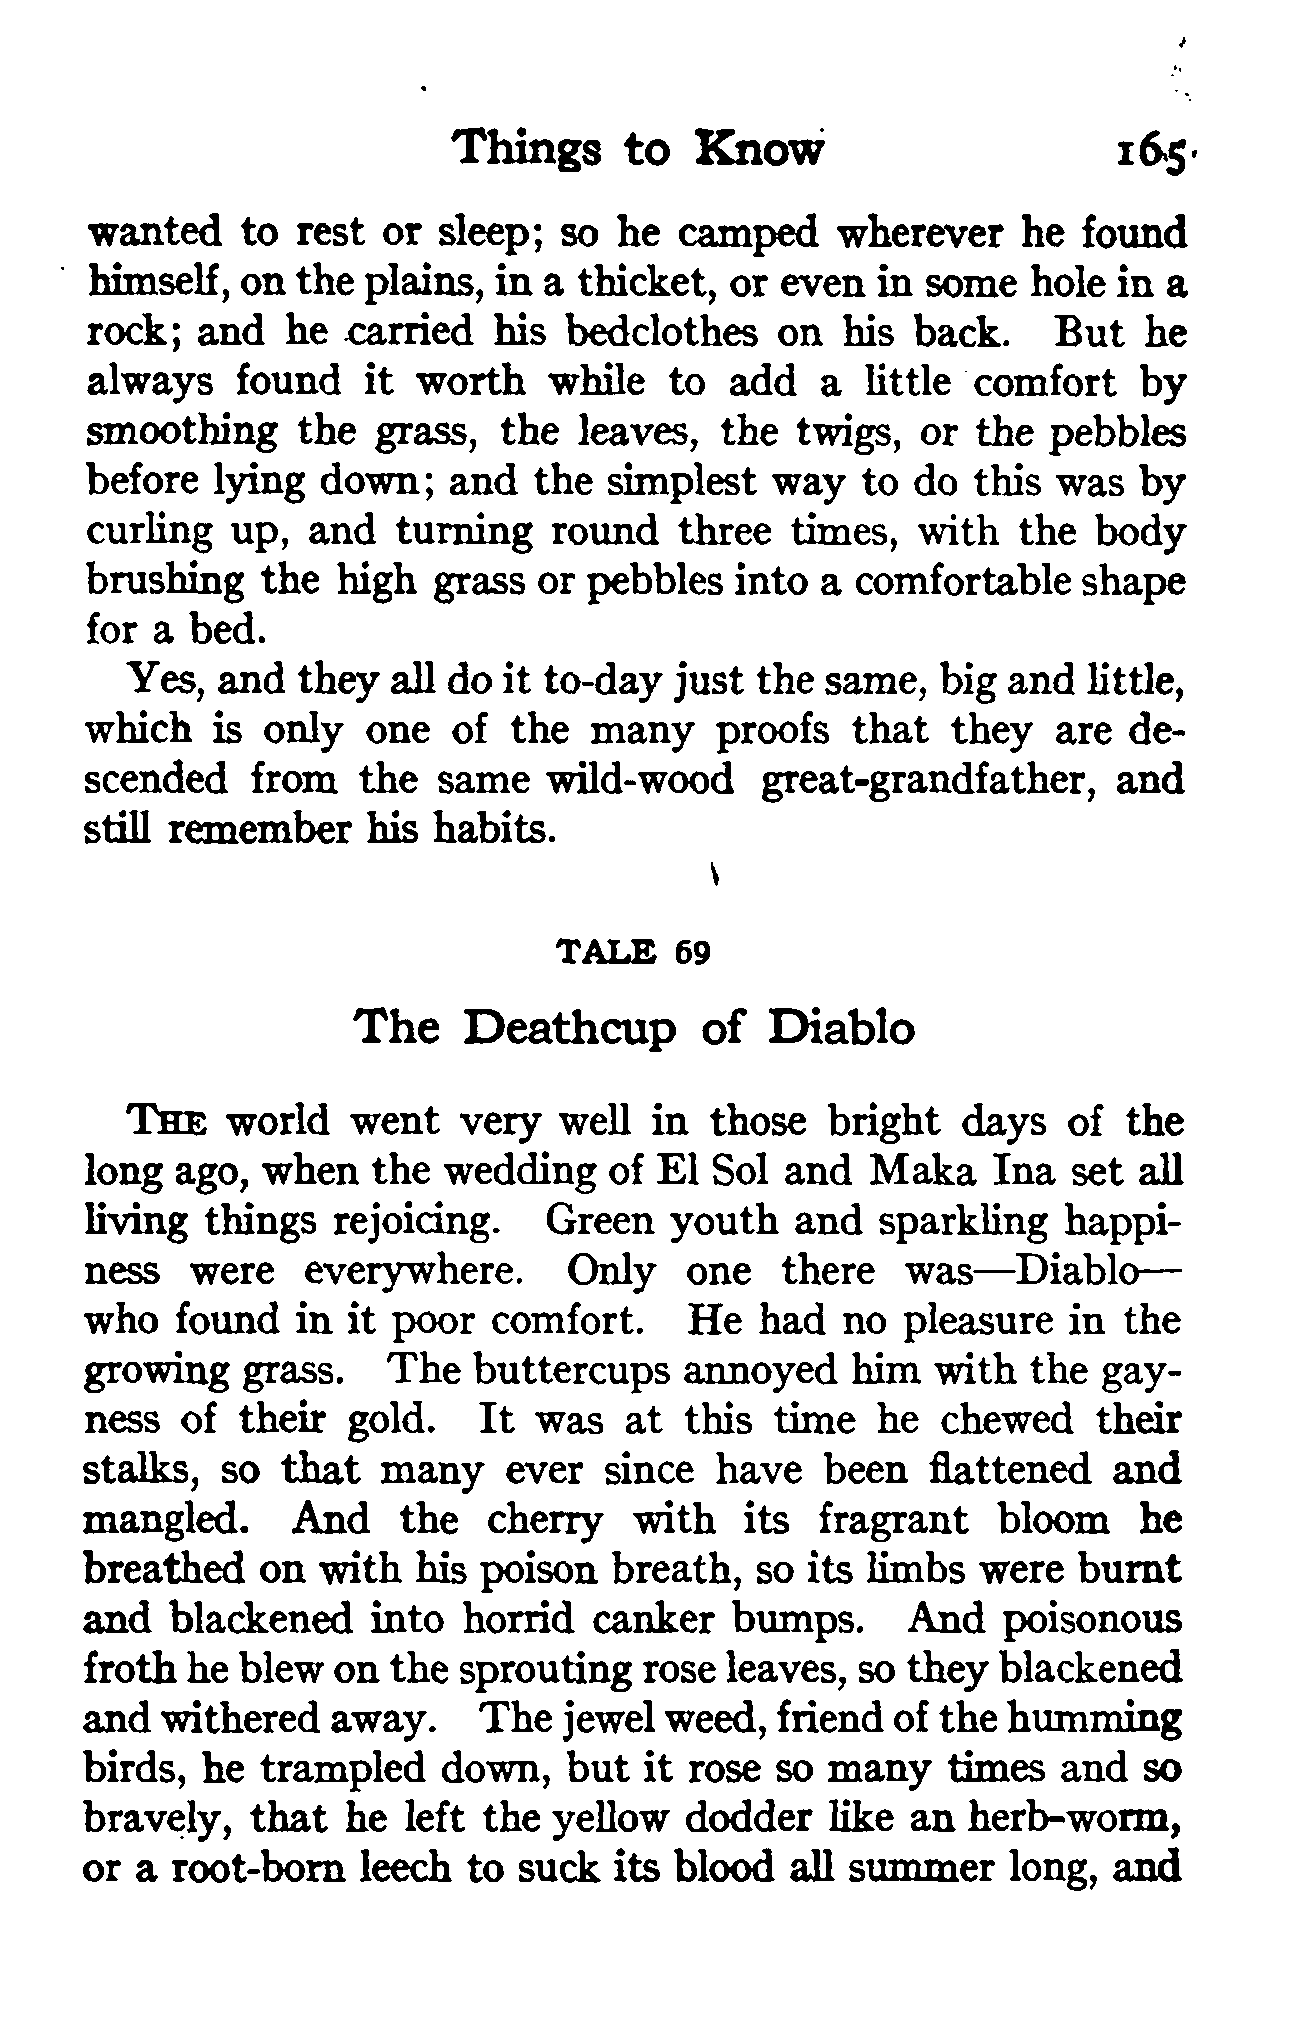 Things to Know 165
wanted to rest or sleep; so he camped wherever he found
himself, on the plains, in a thicket, or even in some hole in a
rock; and he carried his bedclothes on his back. But he
always found it worth while to add a little comfort by
smoothing the grass, the leaves, the twigs, or the pebbles
before lying down; and the simplest way to do this was by
curling up, and turning round three times, with the body
brushing the high grass or pebbles into a comfortable shape
for a bed.
Yes, and they all do it to-day just the same, big and little,
which is only one of the many proofs that they are de-
scended from the same wild-wood great-grandfather, and
still remember his habits.
TALE 69
The Deathcup of Diablo
THE world went very well in those bright days of the
long ago, when the wedding of El Sol and Maka Ina set all
living things rejoicing. Green youth and sparkling happi-
ness were everywhere. Only one there was—Diablo—
who found in it poor comfort. He had no pleasure in the
growing grass. The buttercups annoyed him with the gay-
ness of their gold. It was at this time he chewed their
stalks, so that many ever since have been flattened and
mangled. And the cherry with its fragrant bloom he
breathed on with his poison breath, so its limbs were burnt
and blackened into horrid canker bumps. And poisonous
froth he blew on the sprouting rose leaves, so they blackened
and withered away. The jewel weed, friend of the humming
birds, he trampled down, but it rose so many times and so
bravely, that he left the yellow dodder like an herb-worm,
or a root-born leech to suck its blood all summer long, and